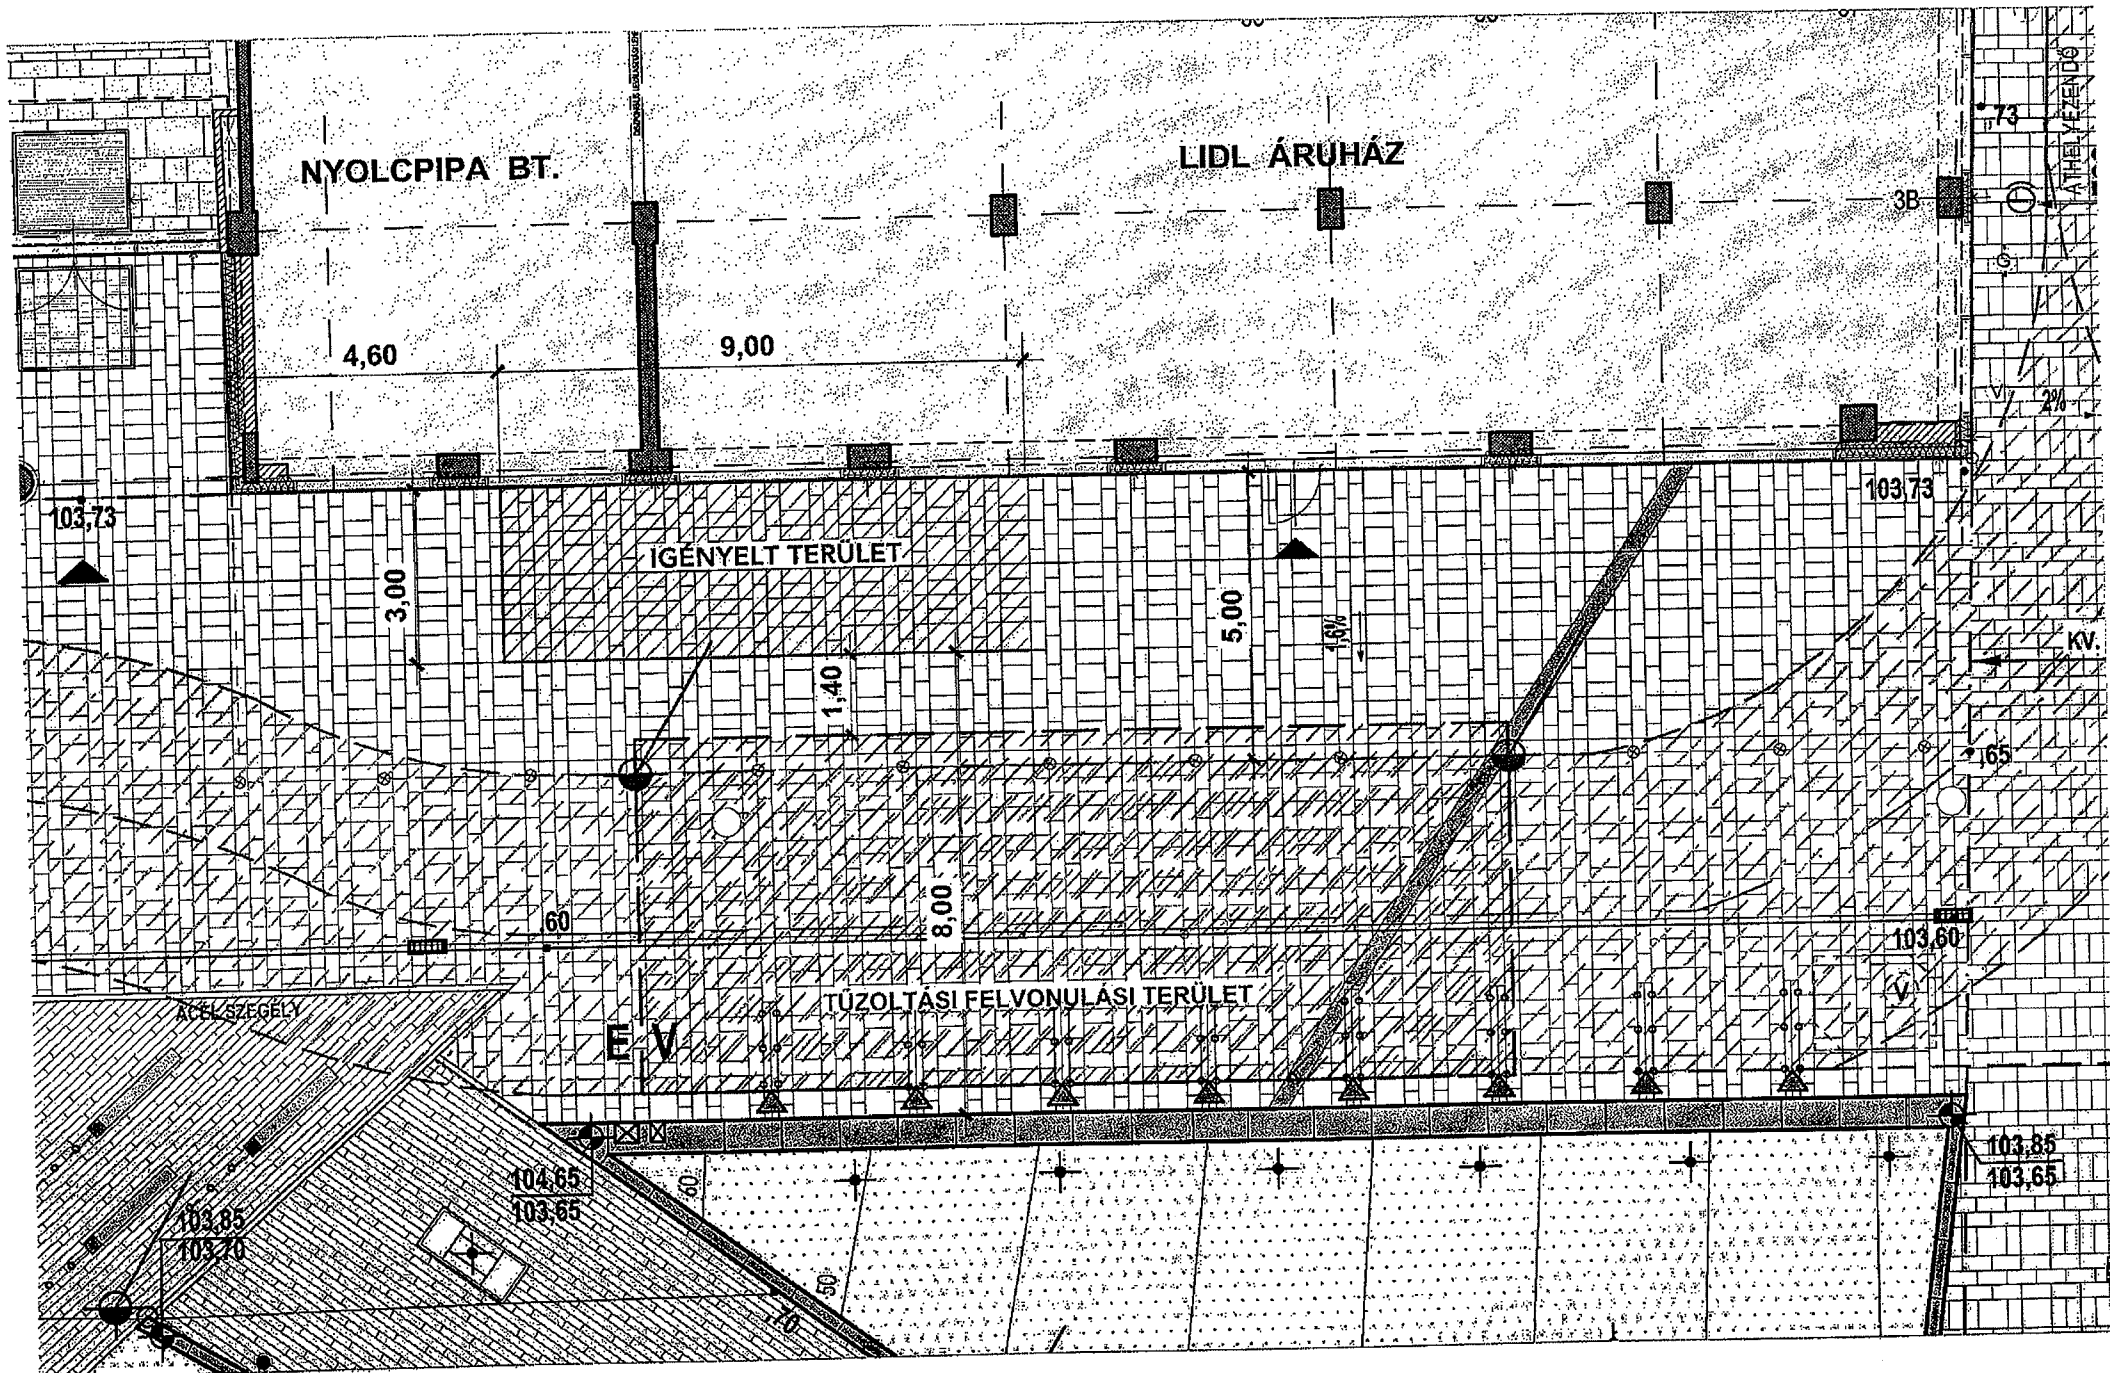 ,73
ÁTHELYEZENDŐ
NYOLCPIPA BT.
LIDL ÁRUHÁZ
3B
G
4,60
9,00
V
2%
103,73
103,73
IGÉNYELT TERÜLET
3,00
5,00
1,6%
KV.
1,40
,65
8,00
,60
103,60
V
TŰZOLTÁSI FELVONULÁSI TERÜLET
ACÉL SZEGÉLY
E V
103,85
103,65
104,65
103,65
60
103,85
103,70
50
,70